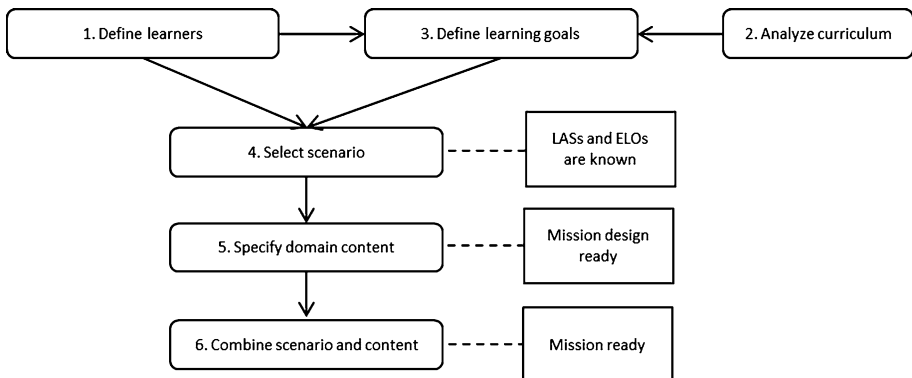 1. Define learners
3. Define learning goals
2. Analyze curriculum
4. Select scenario
LASs and ELOs
are known
5. Specify domain content
Mission design
ready
6. Combine scenario and content
Mission ready